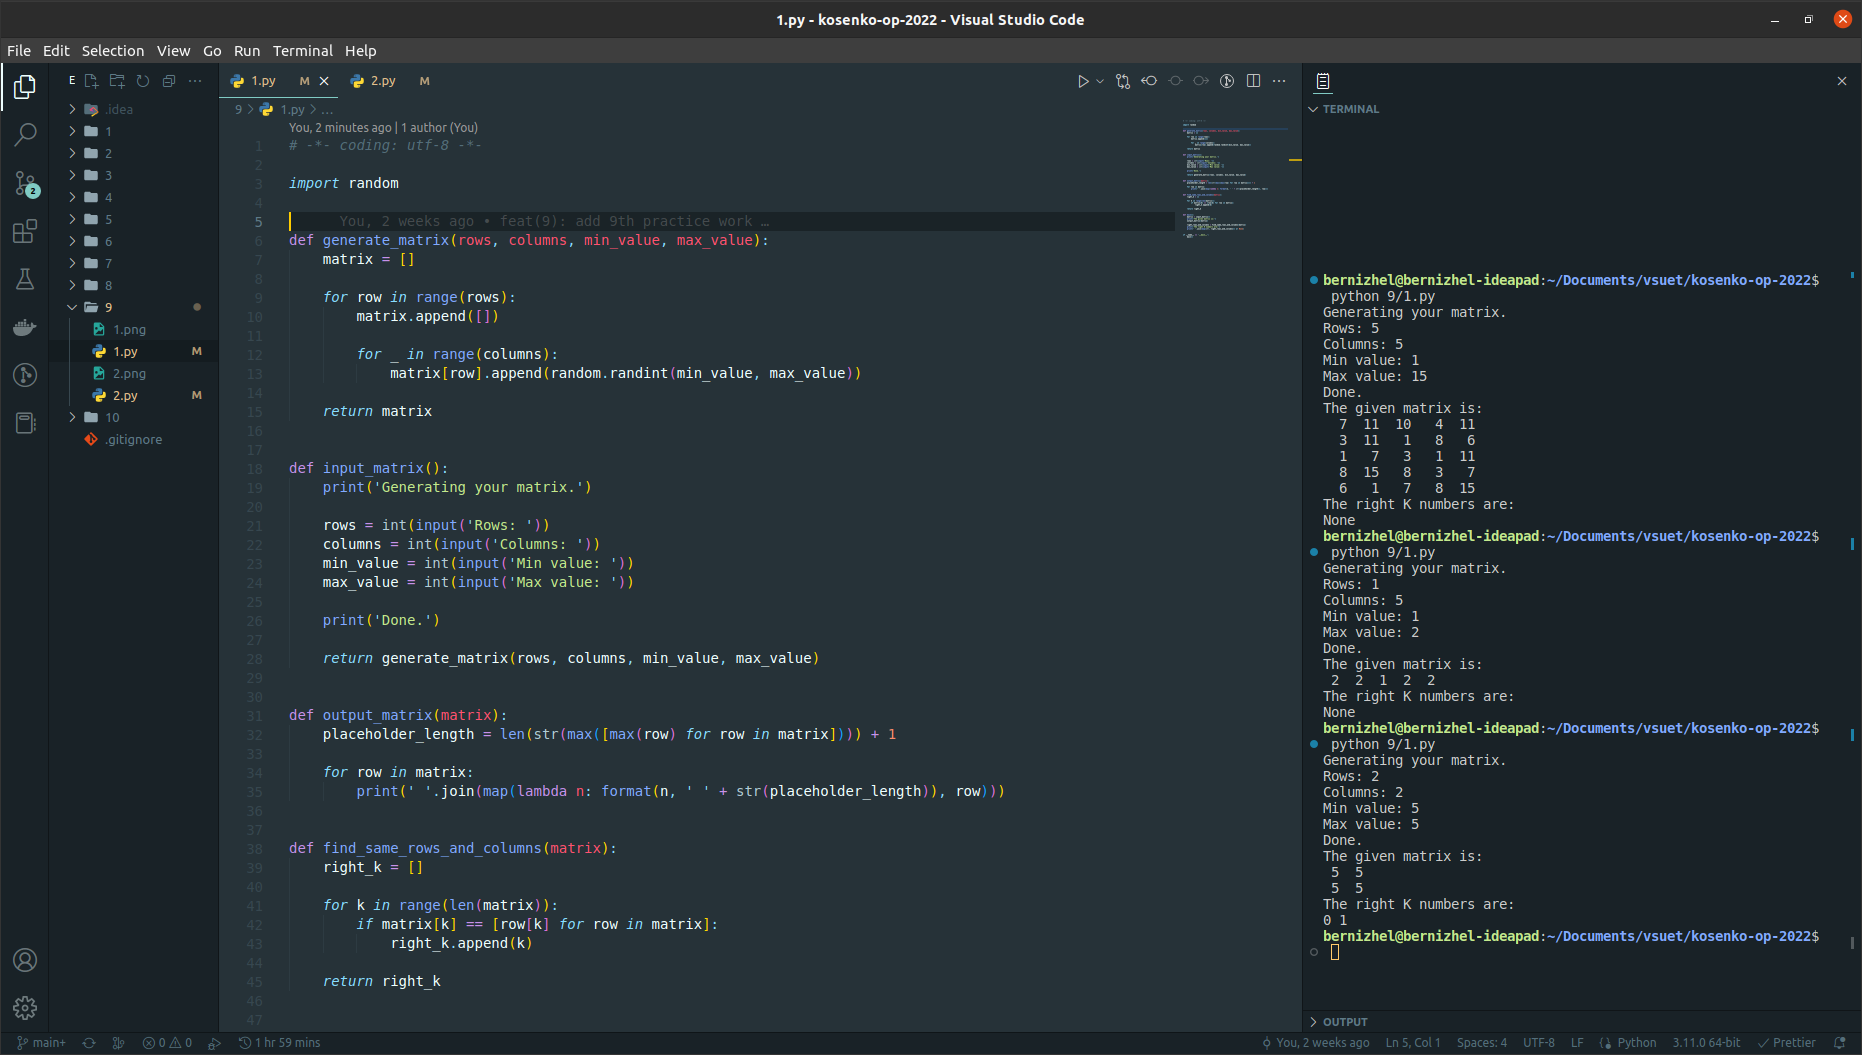 1.py - kosenko-op-2022 - Visual Studio Code
File Edit Selection View Go Run Terminal Help
E
.idea
1
2
3
4
5
6
7
8
9
1.png
1.py M
2.png
2.py M
10
.gitignore
2
1.py M
2.py M
9 > 1.py > ...
You, 2 minutes ago | 1 author (You)
1 # -*- coding: utf-8 -*-
2
3 import random
4
5 You, 2 weeks ago • feat(9): add 9th practice work …
6 def generate_matrix(rows, columns, min_value, max_value):
7     matrix = []
8
9     for row in range(rows):
10         matrix.append([])
11
12         for _ in range(columns):
13             matrix[row].append(random.randint(min_value, max_value))
14
15     return matrix
16
17
18 def input_matrix():
19     print('Generating your matrix.')
20
21     rows = int(input('Rows: '))
22     columns = int(input('Columns: '))
23     min_value = int(input('Min value: '))
24     max_value = int(input('Max value: '))
25
26     print('Done.')
27
28     return generate_matrix(rows, columns, min_value, max_value)
29
30
31 def output_matrix(matrix):
32     placeholder_length = len(str(max([max(row) for row in matrix]))) + 1
33
34     for row in matrix:
35         print(' '.join(map(lambda n: format(n, ' ' + str(placeholder_length)), row)))
36
37
38 def find_same_rows_and_columns(matrix):
39     right_k = []
40
41     for k in range(len(matrix)):
42         if matrix[k] == [row[k] for row in matrix]:
43             right_k.append(k)
44
45     return right_k
46
47
TERMINAL
bernizhel@bernizhel-ideapad:~/Documents/vsuet/kosenko-op-2022$
python 9/1.py
Generating your matrix.
Rows: 5
Columns: 5
Min value: 1
Max value: 15
Done.
The given matrix is:
7 11 10 4 11
3 11 1 8 6
1 7 3 1 11
8 15 8 3 7
6 1 7 8 15
The right K numbers are:
None
bernizhel@bernizhel-ideapad:~/Documents/vsuet/kosenko-op-2022$
python 9/1.py
Generating your matrix.
Rows: 1
Columns: 5
Min value: 1
Max value: 2
Done.
The given matrix is:
2 2 1 2 2
The right K numbers are:
None
bernizhel@bernizhel-ideapad:~/Documents/vsuet/kosenko-op-2022$
python 9/1.py
Generating your matrix.
Rows: 2
Columns: 2
Min value: 5
Max value: 5
Done.
The given matrix is:
5 5
5 5
The right K numbers are:
0 1
bernizhel@bernizhel-ideapad:~/Documents/vsuet/kosenko-op-2022$
OUTPUT
main+ 0 0 1 hr 59 mins You, 2 weeks ago Ln 5, Col 1 Spaces: 4 UTF-8 LF Python 3.11.0 64-bit Prettier